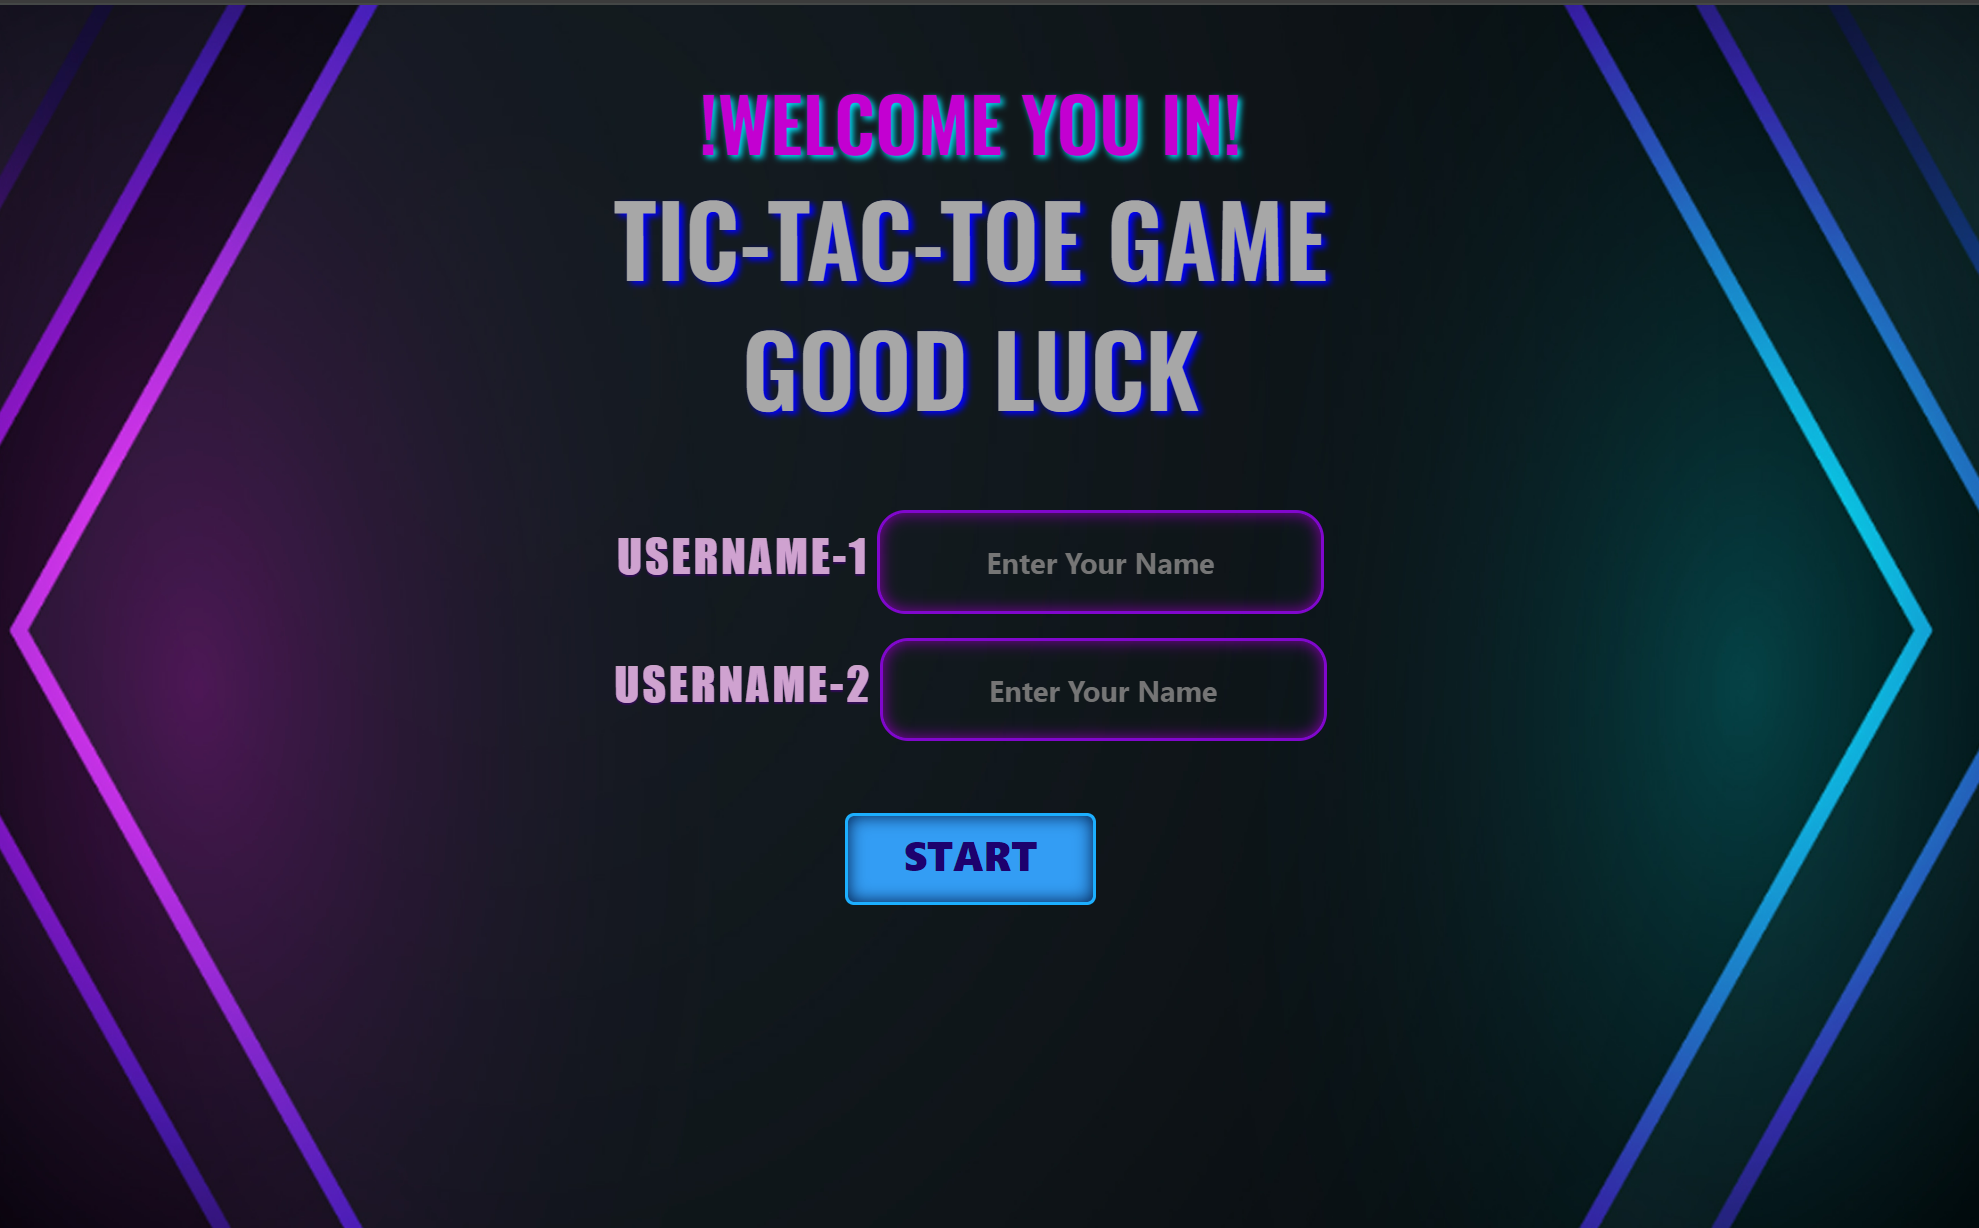 !WELCOME YOU IN!
TIC-TAC-TOE GAME
GOOD LUCK
USERNAME-1 Enter Your Name
USERNAME-2 Enter Your Name
START